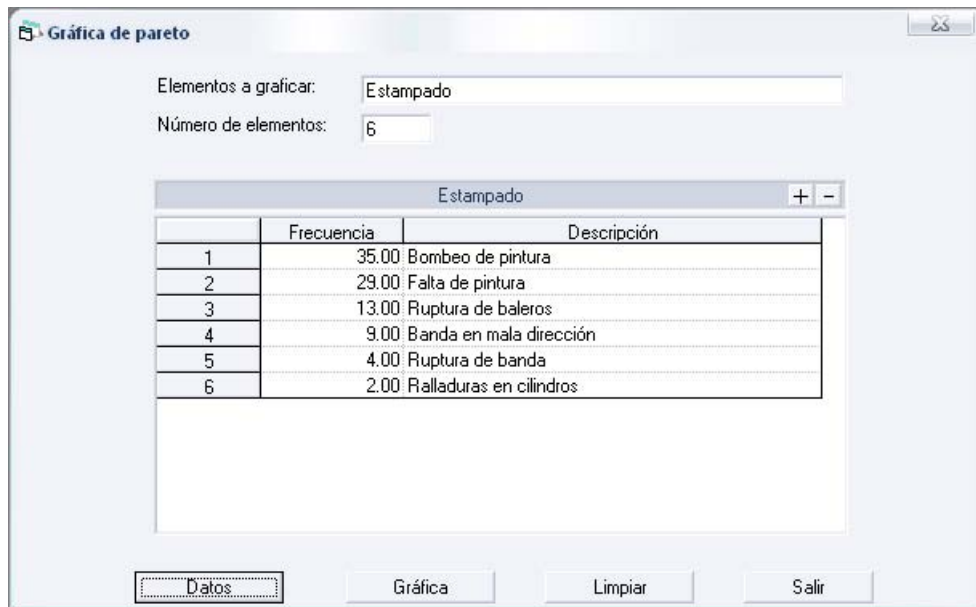 Gráfica de pareto
Elementos a graficar: Estampado
Número de elementos: 6
Estampado + -
Frecuencia Descripción
1 35.00 Bombeo de pintura
2 29.00 Falta de pintura
3 13.00 Ruptura de baleros
4 9.00 Banda en mala dirección
5 4.00 Ruptura de banda
6 2.00 Ralladuras en cilindros
Datos Gráfica Limpiar Salir